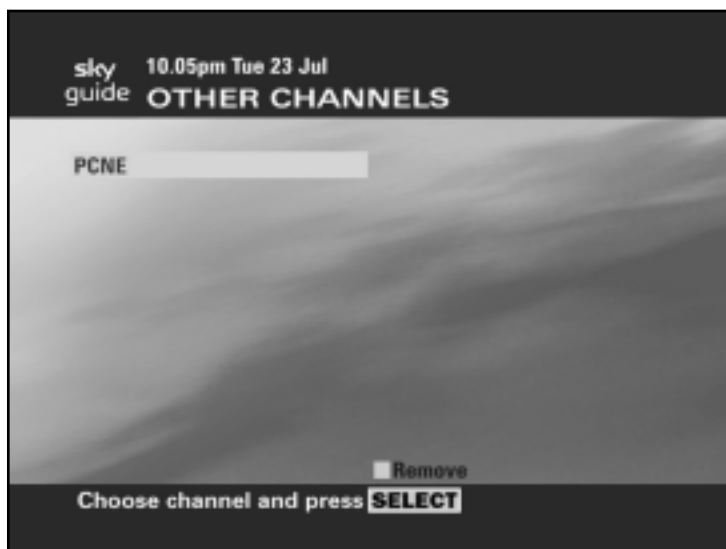 sky 10.05pm Tue 23 Jul
guide OTHER CHANNELS
PCNE
Remove
Choose channel and press SELECT